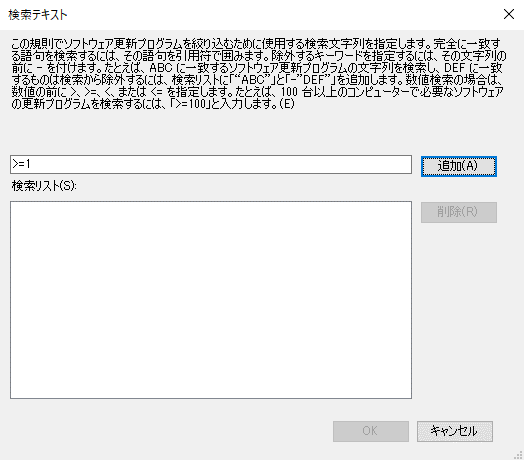 検索テキスト
この規則でソフトウェア更新プログラムを絞り込むために使用する検索文字列を指定します。完全に一致す
る語句を検索するには、その語句を引用符で囲みます。除外するキーワードを指定するには、その文字列の
前に - を付けます。たとえば、ABC に一致するソフトウェア更新プログラムの文字列を検索し、DEF に一致
するものは検索から除外するには、検索リストに「“ABC”」と「-”DEF”」を追加します。数値検索の場合は、
数値の前に >、>=、<、または <= を指定します。たとえば、100 台以上のコンピューターで必要なソフトウェア
の更新プログラムを検索するには、「>=100」と入力します。(E)
>=1
追加(A)
検索リスト(S):
削除(R)
OK
キャンセル